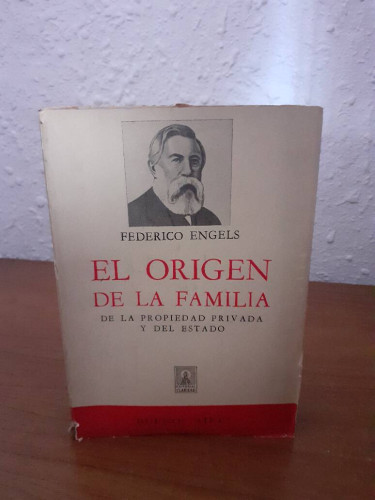 FEDERICO ENGELS
EL ORIGEN
DE LA FAMILIA
DE LA PROPIEDAD PRIVADA
Y DEL ESTADO